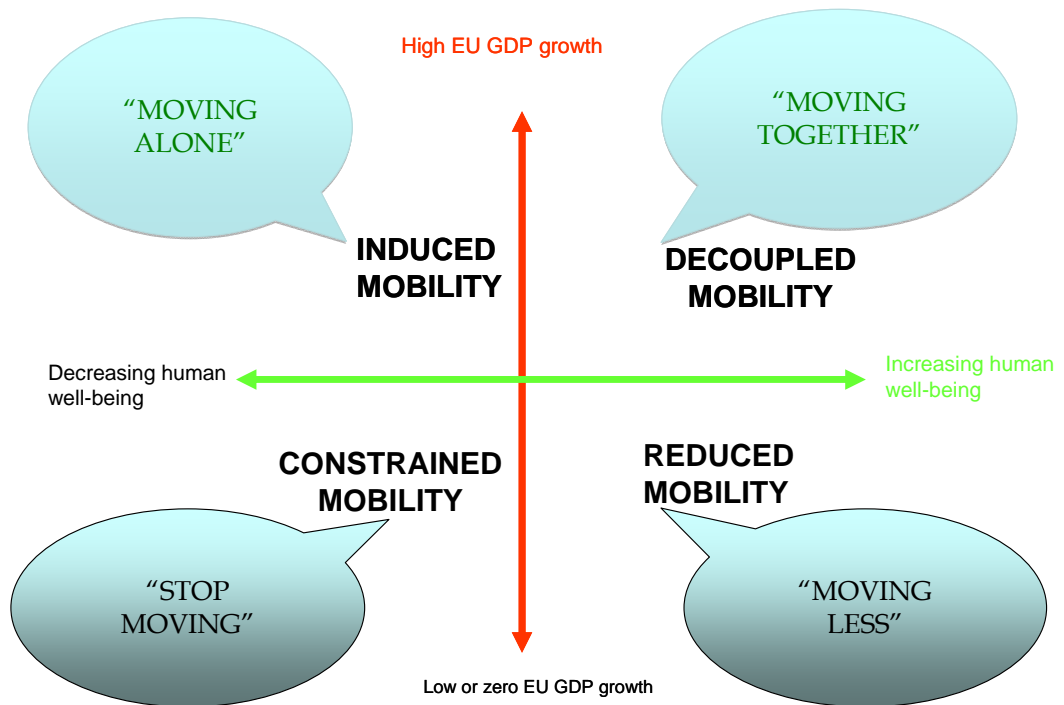 High EU GDP growth
“MOVING
ALONE”
“MOVING
TOGETHER”
INDUCED
MOBILITY
DECOUPLED
MOBILITY
Decreasing human
well-being
Increasing human
well-being
CONSTRAINED
MOBILITY
REDUCED
MOBILITY
“STOP
MOVING”
“MOVING
LESS”
Low or zero EU GDP growth